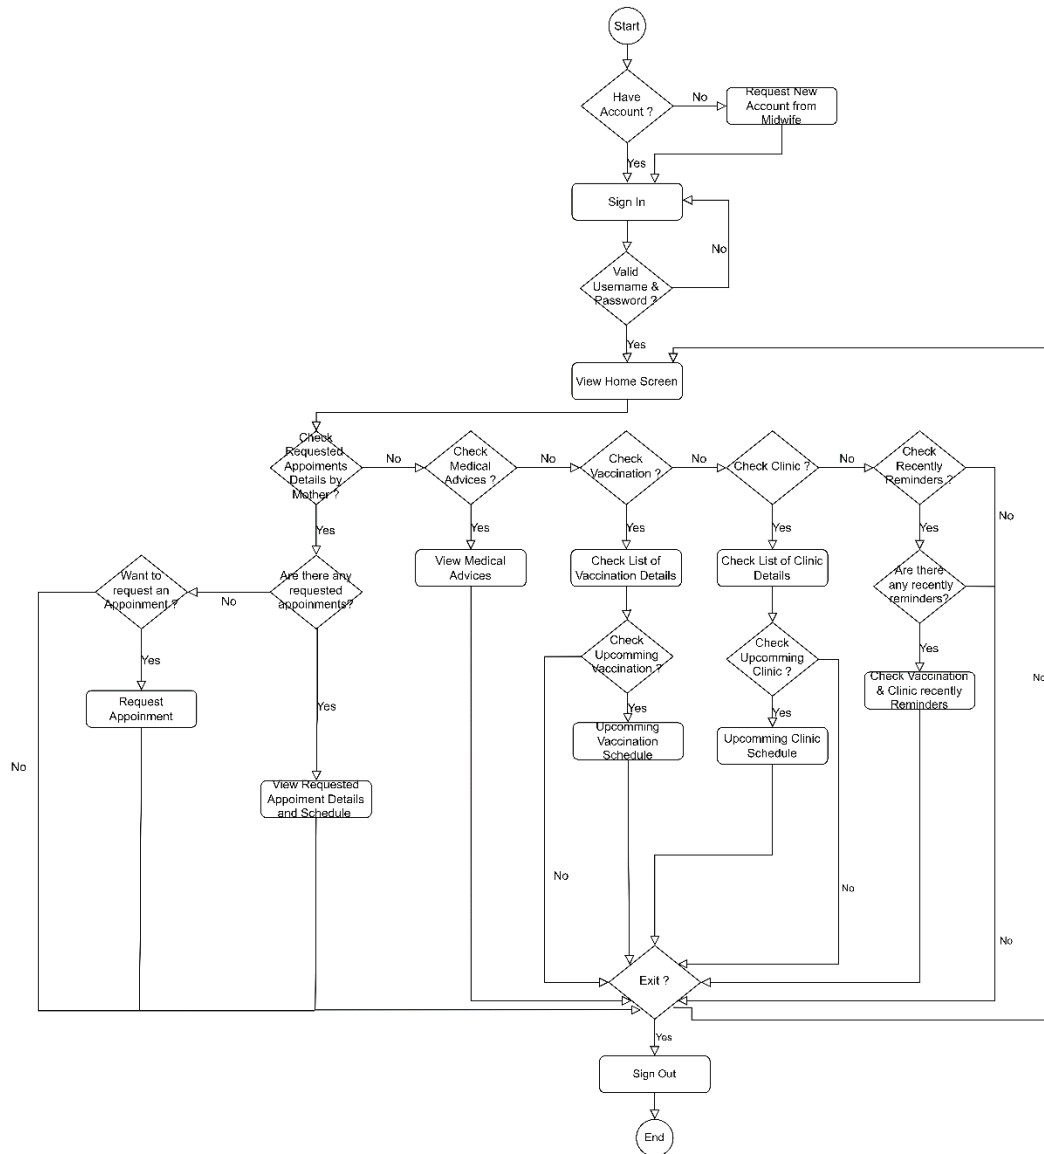 Start
Have
Account ?
No
Request New
Account from
Midwife
Yes
Sign In
No
Valid
Username &
Password ?
Yes
View Home Screen
Check
Requested
Appoiments
Details by
Mother ?
No
Check
Medical
Advices ?
No
Check
Vaccination ?
No
Check Clinic ?
No
Check
Recently
Reminders ?
No
Yes
Yes
Yes
Yes
Yes
Want to
request an
Appoinment ?
No
Are there any
requested
appoinments?
View Medical
Advices
Check List of
Vaccination Details
Check List of Clinic
Details
Are there
any recently
reminders?
Yes
Request
Appoinment
Yes
Check
Upcomming
Vaccination ?
Check
Upcomming
Clinic ?
Yes
Check Vaccination
& Clinic recently
Reminders
No
Yes
Yes
Upcomming
Vaccination
Schedule
Upcomming Clinic
Schedule
No
View Requested
Appoiment Details
and Schedule
No
No
No
Exit ?
Yes
Sign Out
End